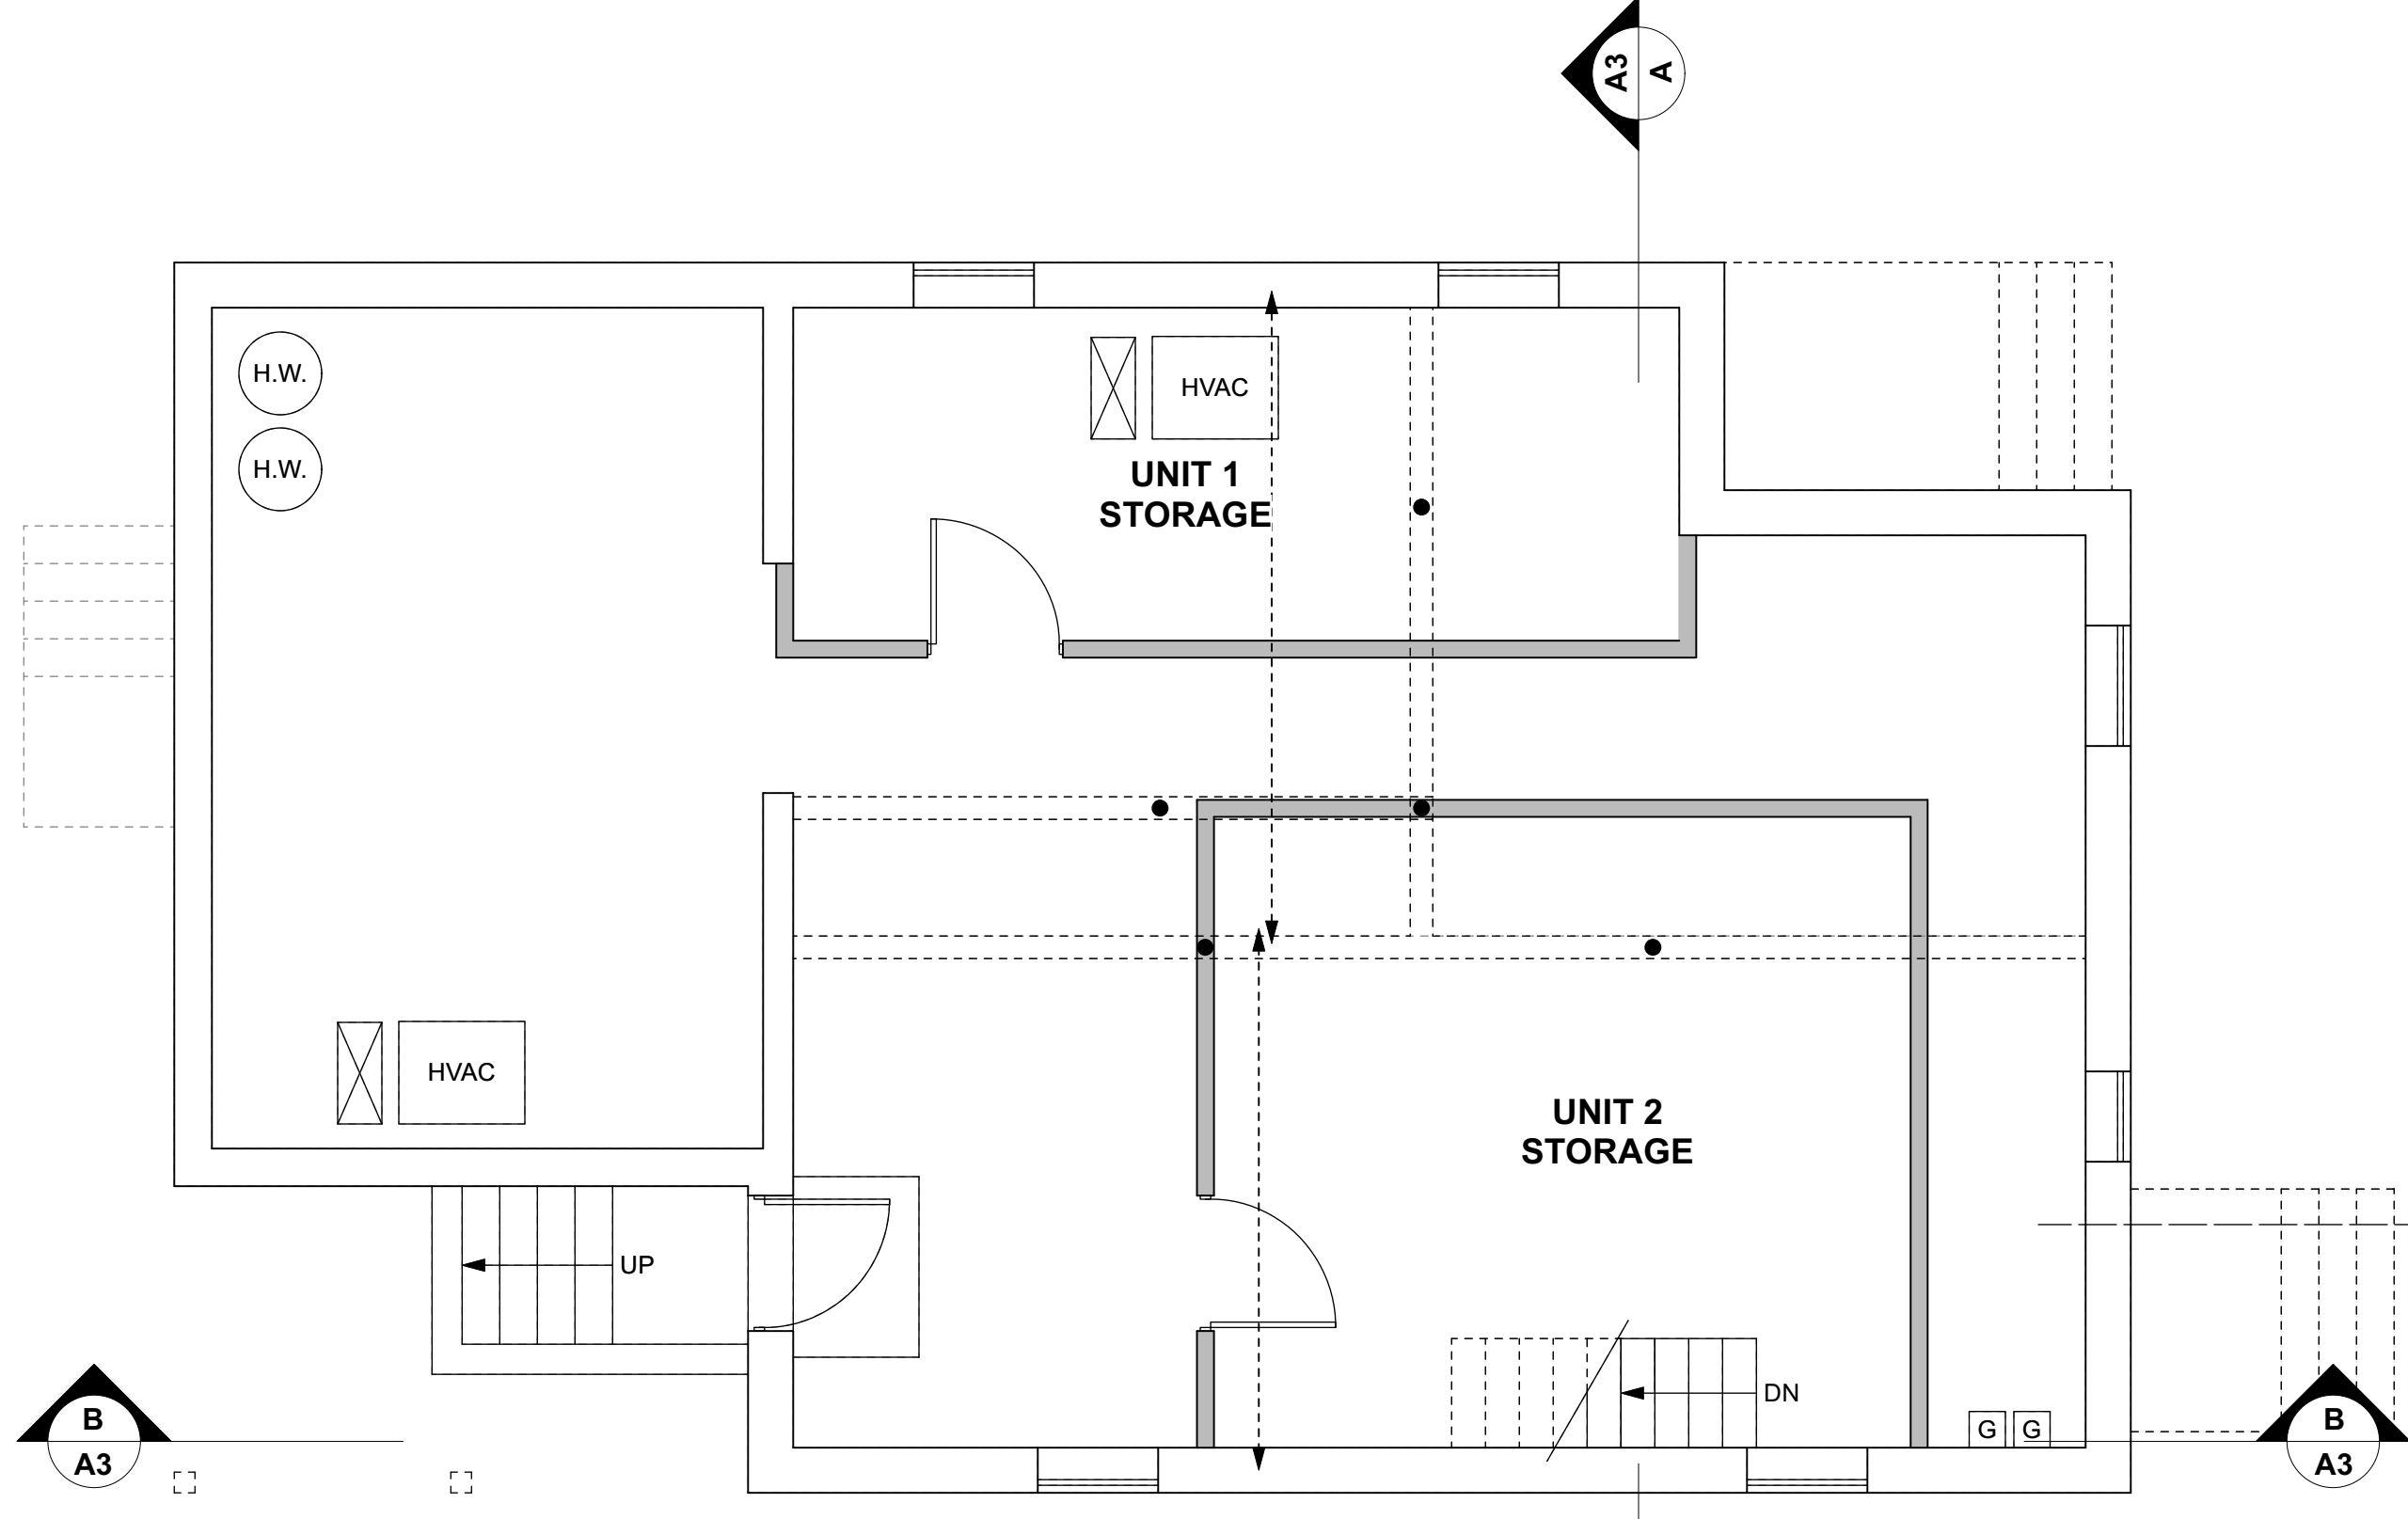 A3
A
H.W.
HVAC
H.W.
UNIT 1
STORAGE
HVAC
UNIT 2
STORAGE
UP
DN
B
A3
G
G
B
A3